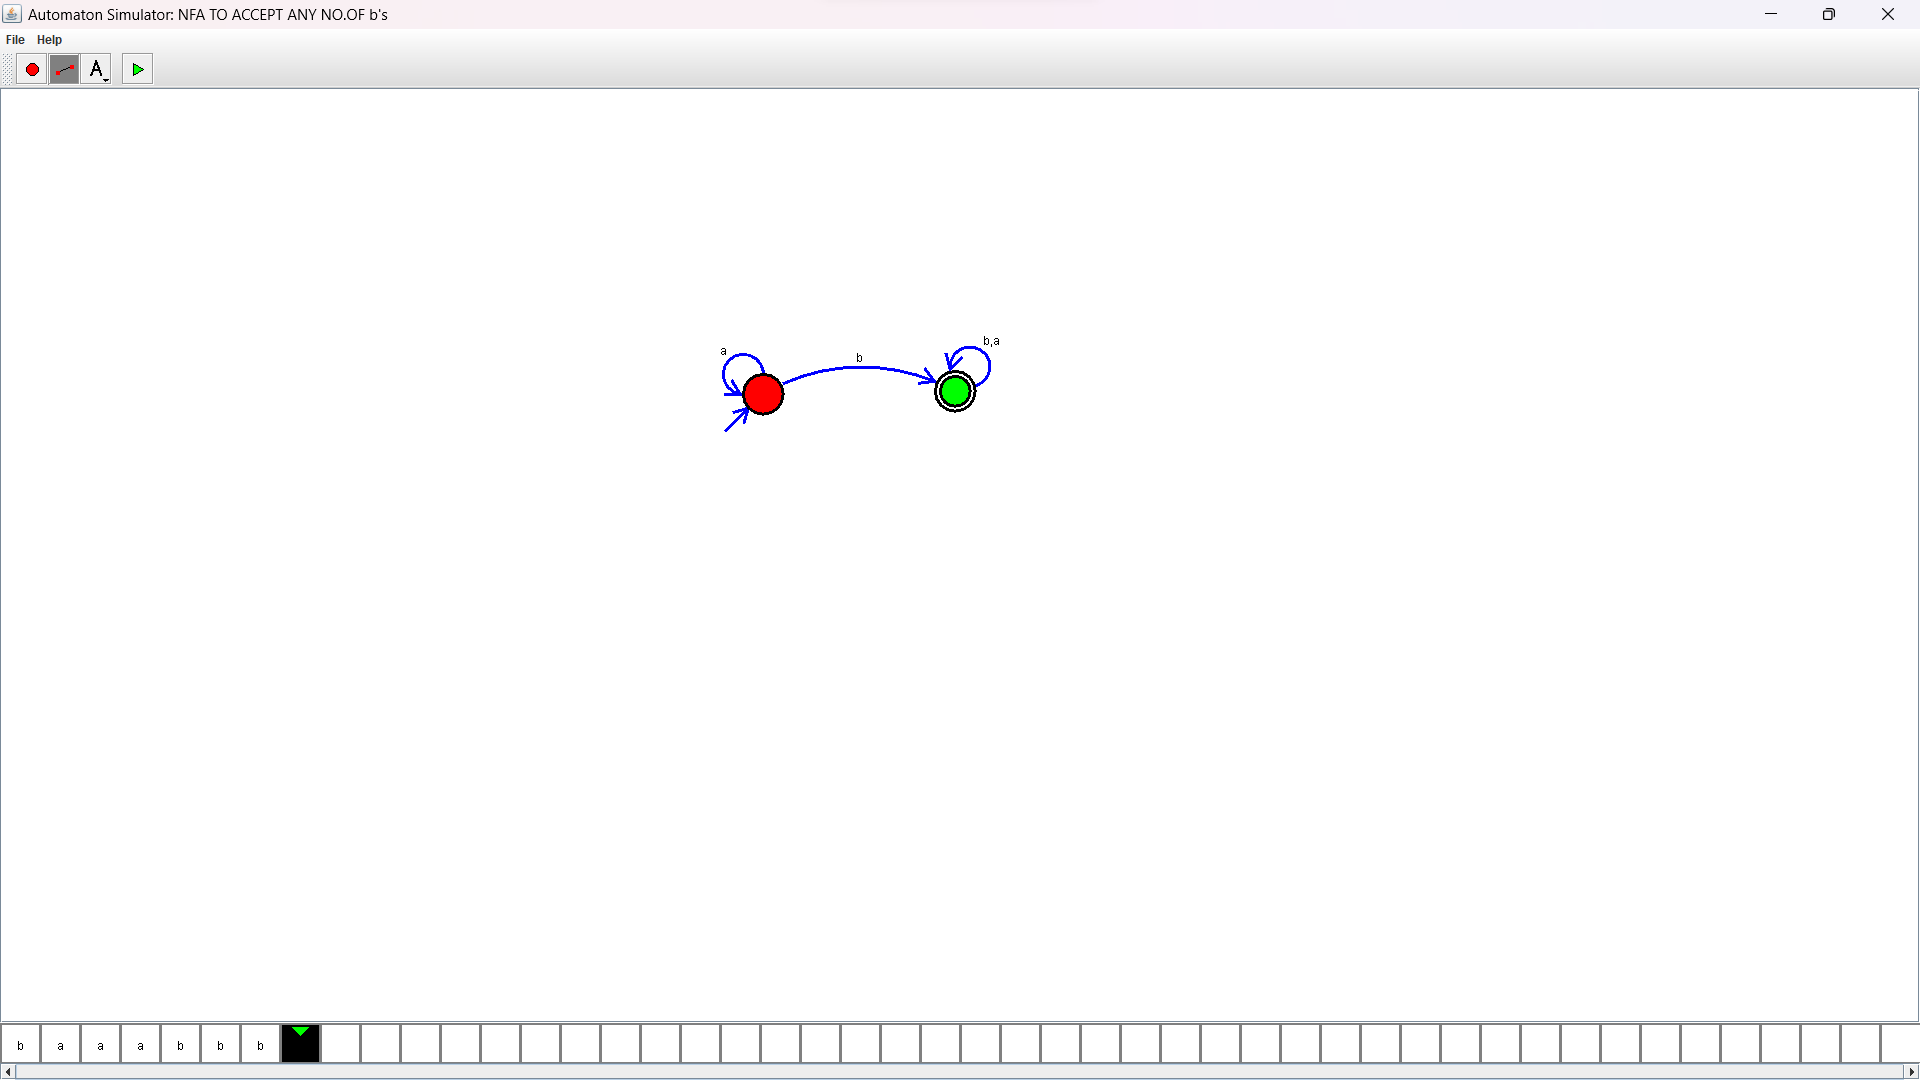 Automaton Simulator: NFA TO ACCEPT ANY NO.OF b's
File Help
A
a
b
b,a
b a a a b b b